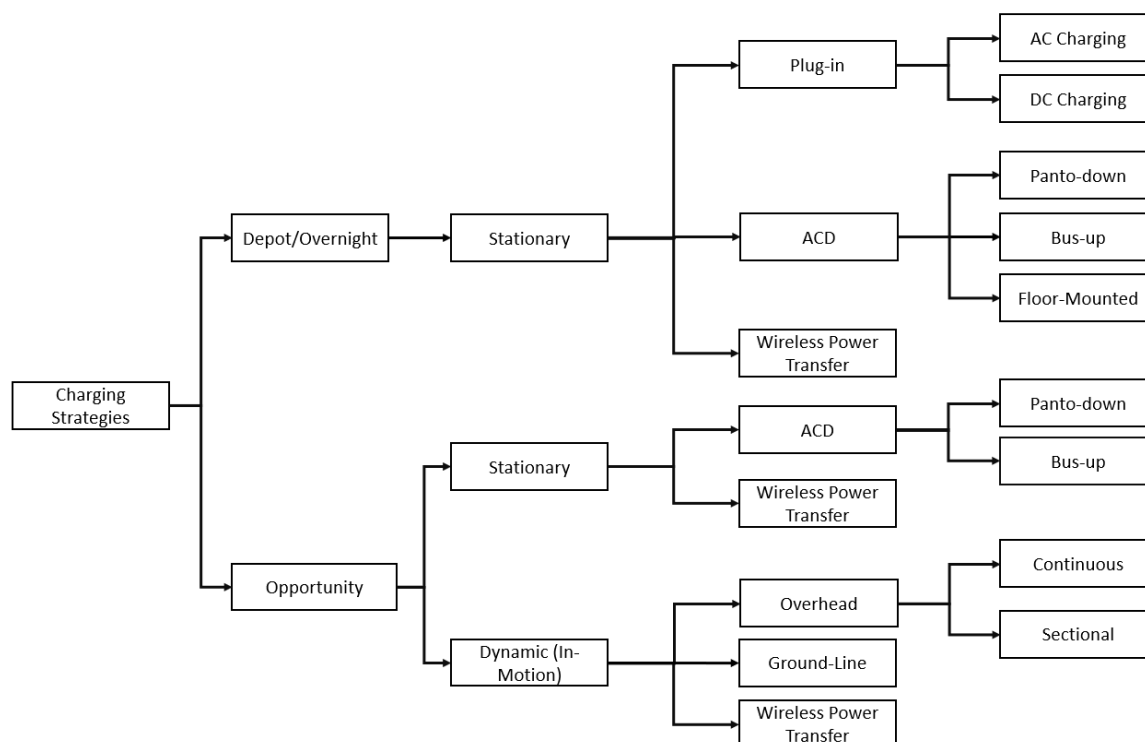 AC Charging
Plug-in
DC Charging
Panto-down
Depot/Overnight
Stationary
ACD
Bus-up
Floor-Mounted
Wireless Power
Transfer
Charging
Strategies
Panto-down
ACD
Stationary
Bus-up
Wireless Power
Transfer
Continuous
Opportunity
Overhead
Sectional
Dynamic (In-
Motion)
Ground-Line
Wireless Power
Transfer